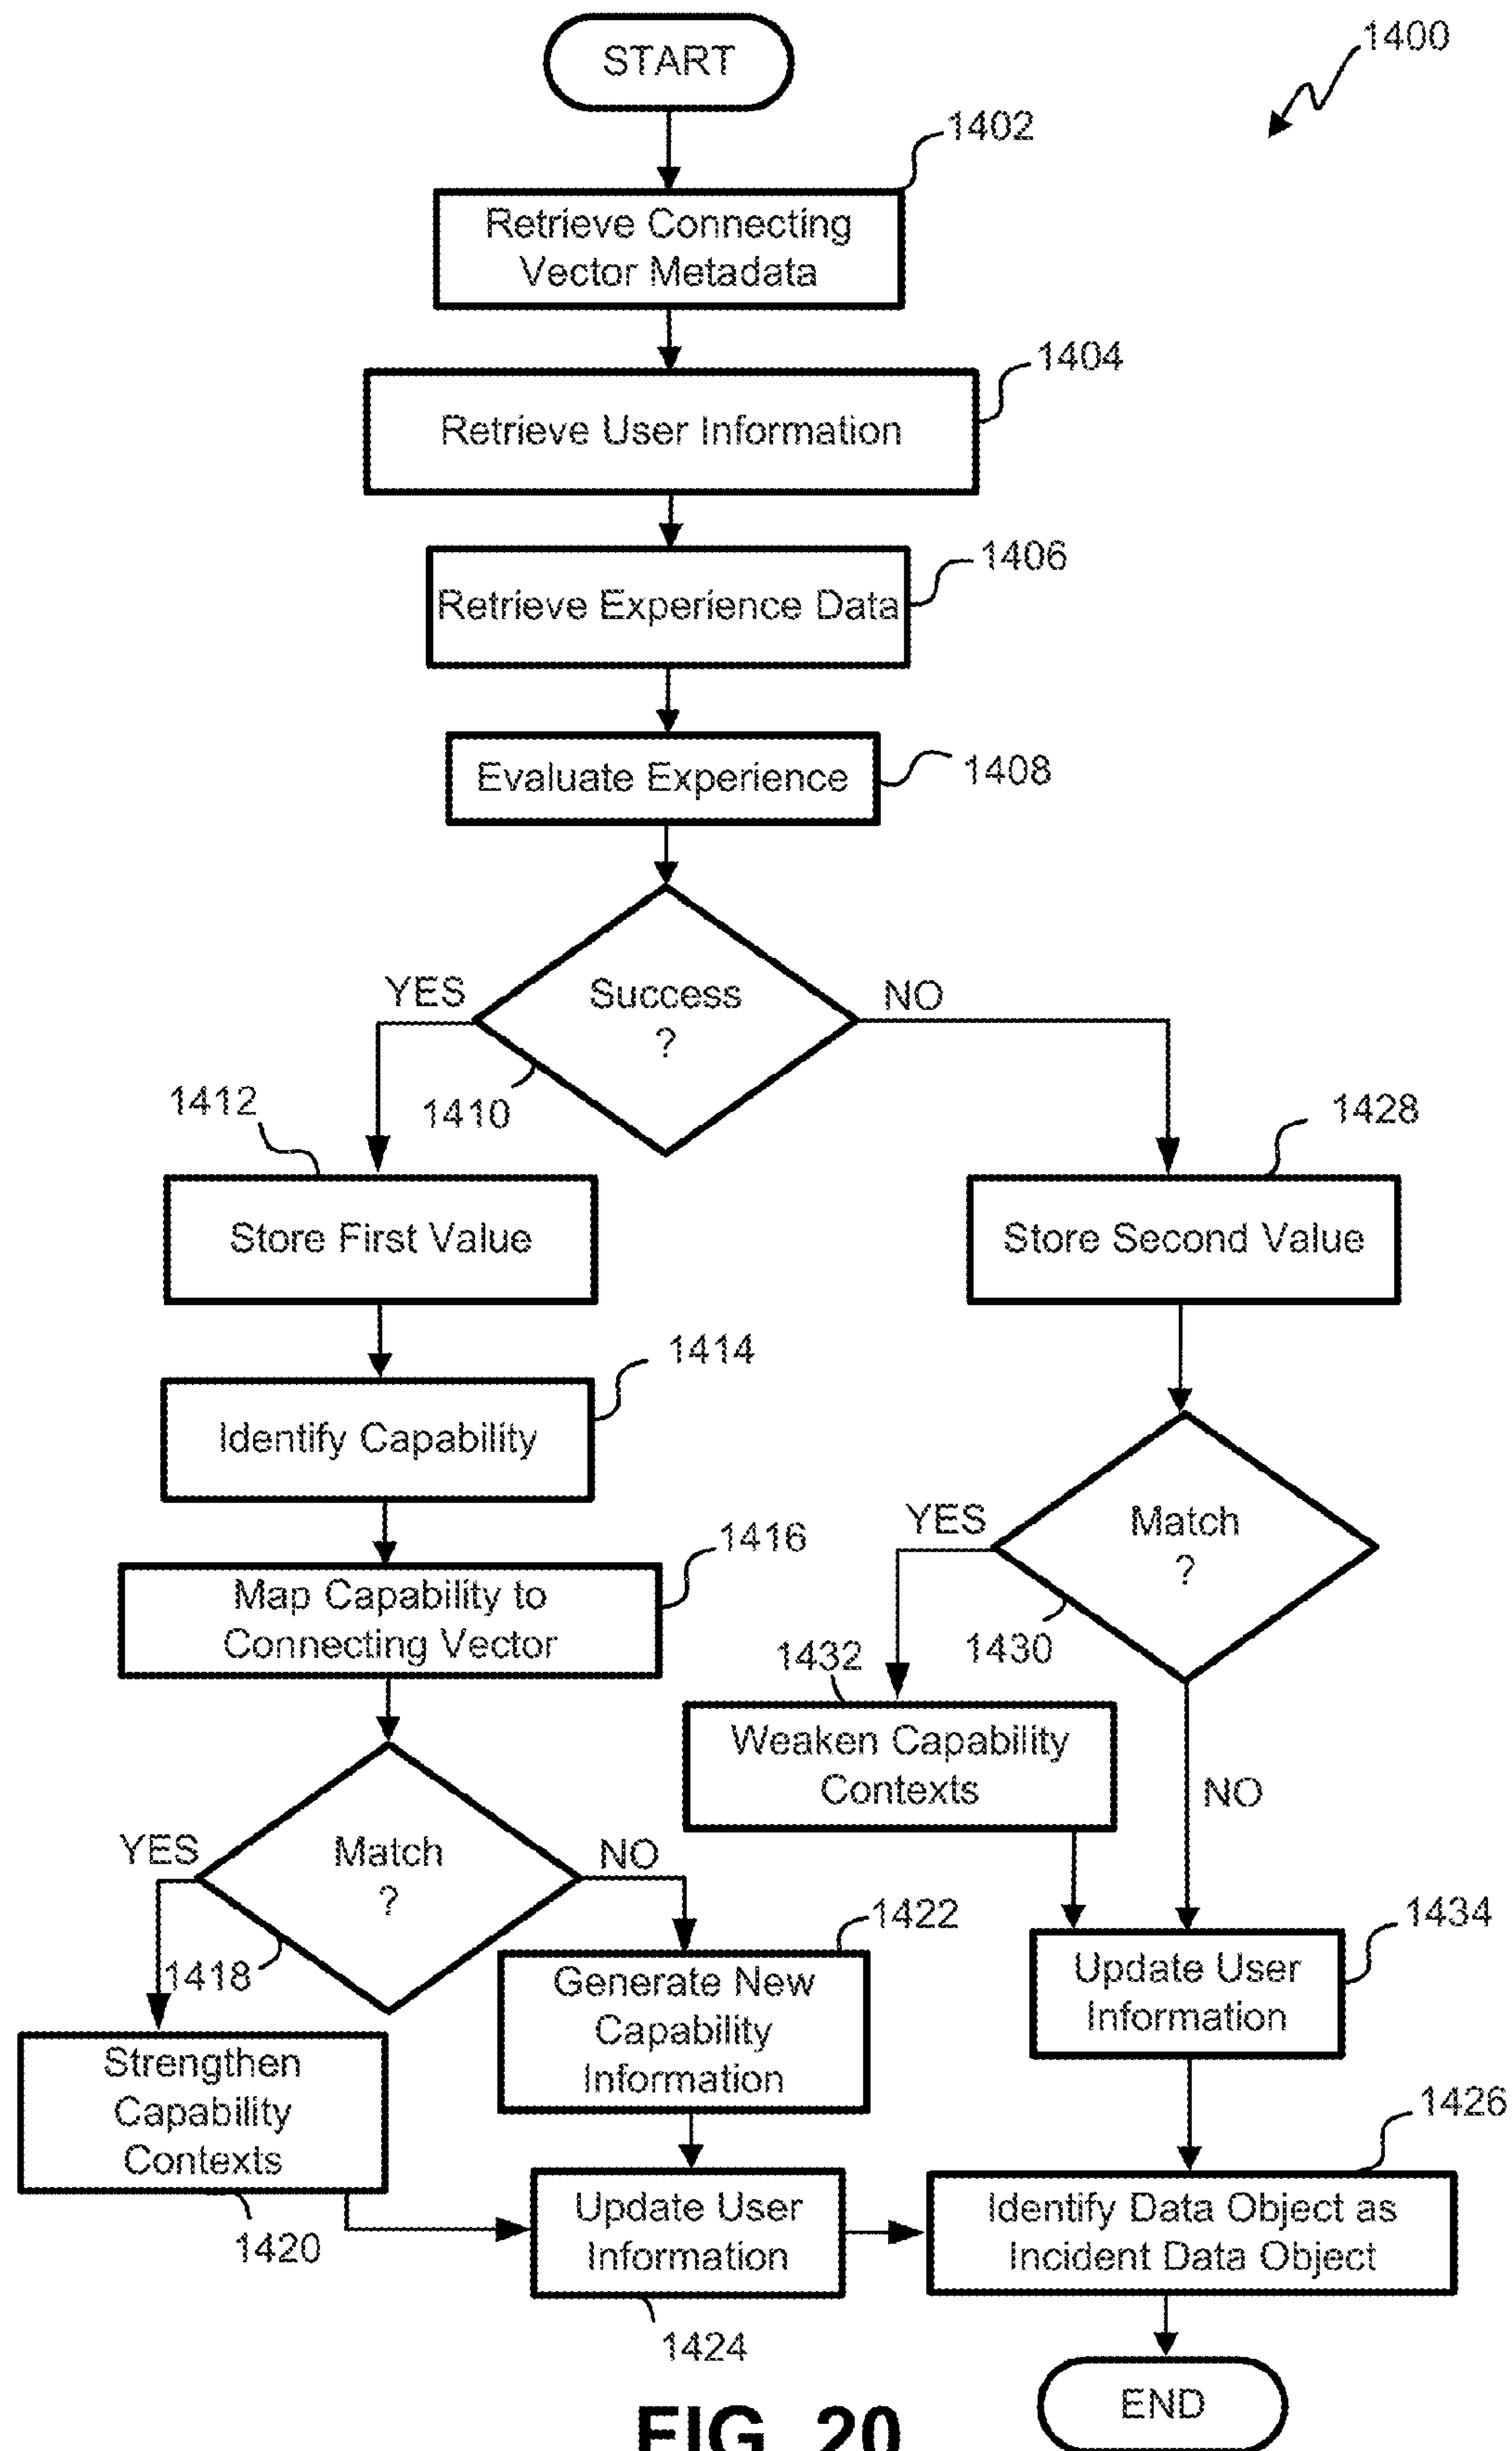 START
1400
1402
Retrieve Connecting
Vector Metadata
1404
Retrieve User Information
1406
Retrieve Experience Data
Evaluate Experience
1408
YES
Success
?
NO
1410
1412
1428
Store First Value
Store Second Value
1414
Identify Capability
YES
Match
?
1416
Map Capability to
Connecting Vector
1430
1432
Weaken Capability
Contexts
NO
YES
Match
?
NO
1418
1422
1434
Generate New
Capability
Information
Update User
Information
Strengthen
Capability
Contexts
1420
1426
Update User
Information
Identify Data Object as
Incident Data Object
1424
END
FIG. 20